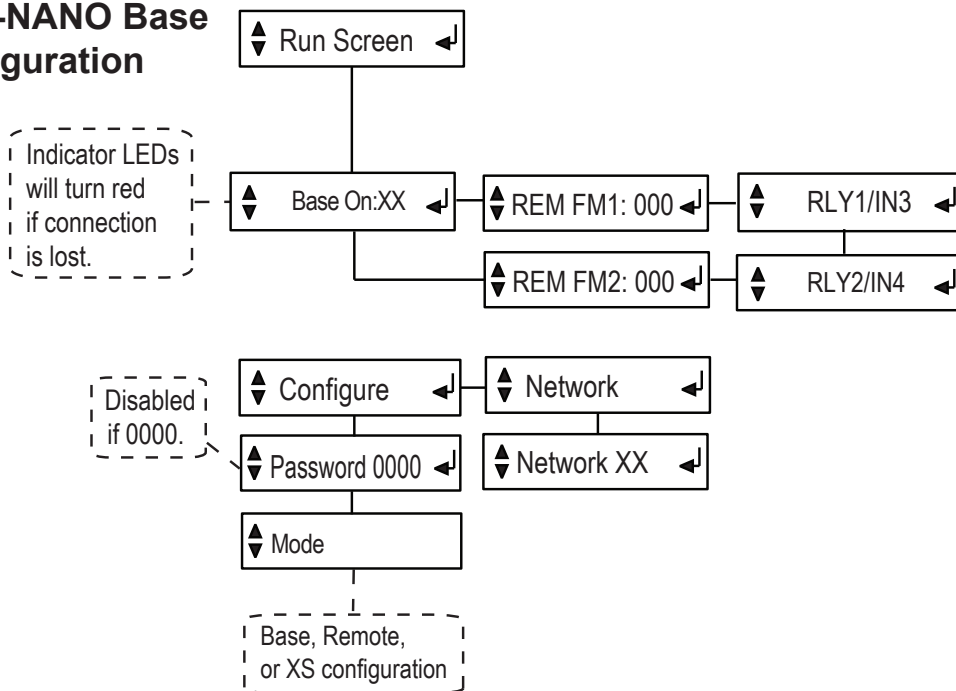 -NANO Base
guration
Run Screen
Indicator LEDs
will turn red
if connection
is lost.
Base On:XX
REM FM1: 000
RLY1/IN3
REM FM2: 000
RLY2/IN4
Configure
Network
Disabled
if 0000.
Password 0000
Network XX
Mode
Base, Remote,
or XS configuration